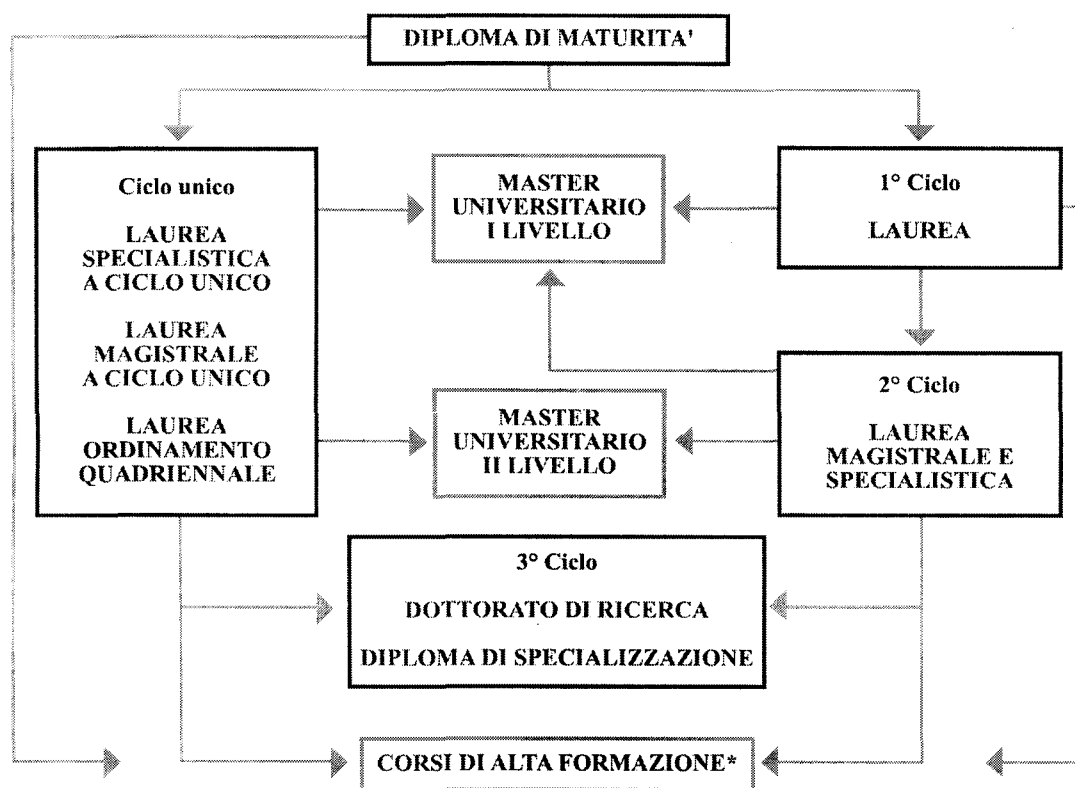 DIPLOMA DI MATURITA'
Ciclo unico
LAUREA
SPECIALISTICA
A CICLO UNICO
LAUREA
MAGISTRALE
A CICLO UNICO
LAUREA
ORDINAMENTO
QUADRIENNALE
MASTER
UNIVERSITARIO
I LIVELLO
1° Ciclo
LAUREA
MASTER
UNIVERSITARIO
II LIVELLO
2° Ciclo
LAUREA
MAGISTRALE E
SPECIALISTICA
3° Ciclo
DOTTORATO DI RICERCA
DIPLOMA DI SPECIALIZZAZIONE
CORSI DI ALTA FORMAZIONE*